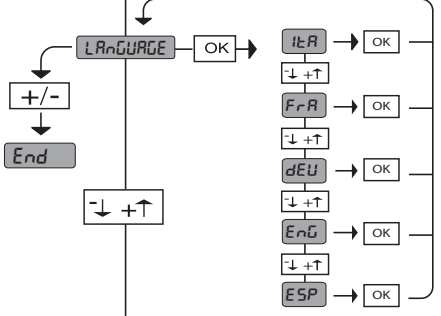 LAnGUAGE OK
ItA OK
-↓ +↑
FrA OK
-↓ +↑
dEU OK
-↓ +↑
EnG OK
-↓ +↑
ESP OK
+/-
End
-↓ +↑